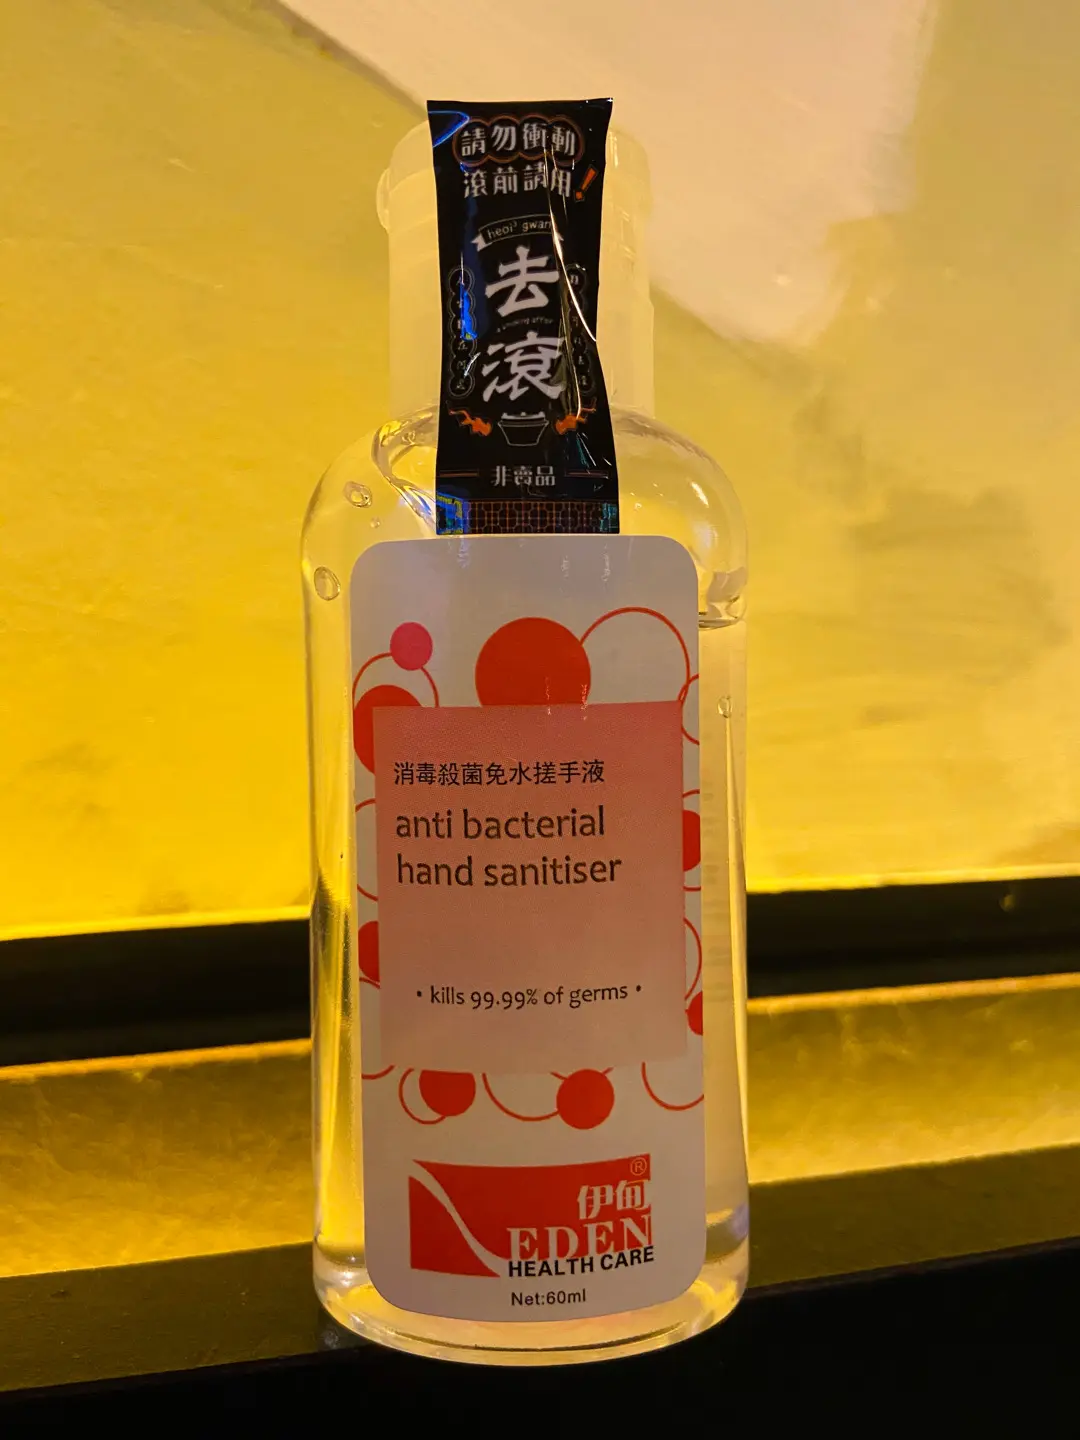 請勿衝動
滾前請用!
heoi³ gwan
去
滾
非賣品
消毒殺菌免水搓手液
anti bacterial
hand sanitiser
• kills 99.99% of germs •
®
伊甸
EDEN
HEALTH CARE
Net:60ml